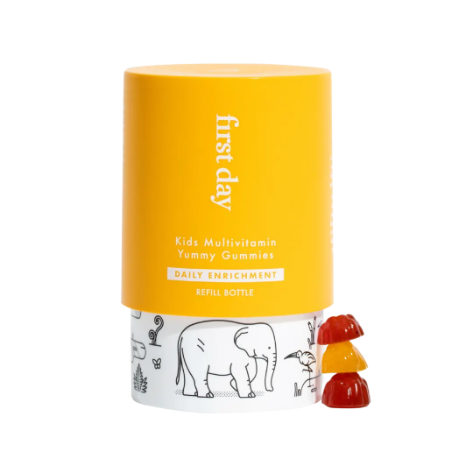 first day
Kids Multivitamin
Yummy Gummies
DAILY ENRICHMENT
REFILL BOTTLE